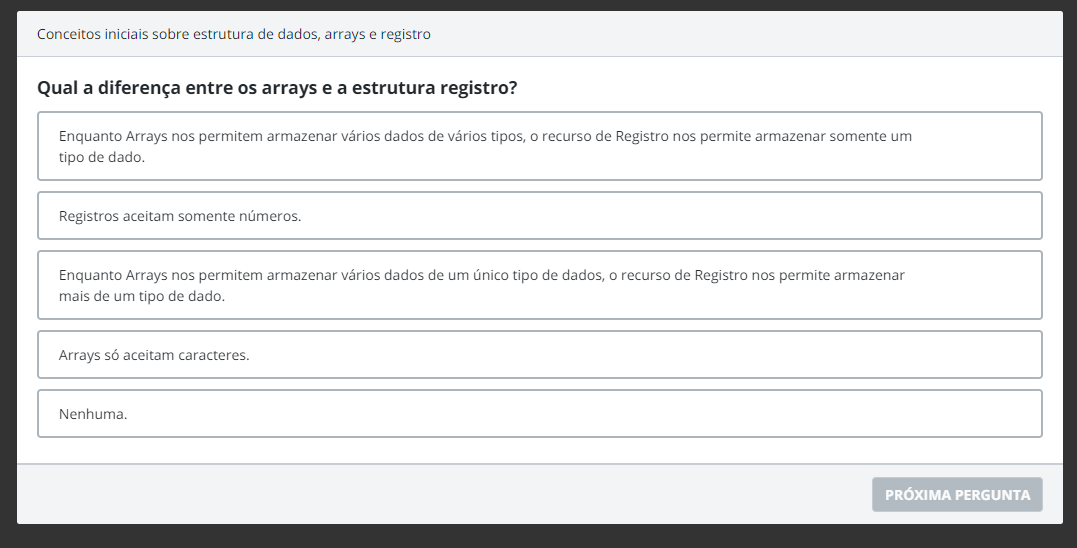 Conceitos iniciais sobre estrutura de dados, arrays e registro
Qual a diferença entre os arrays e a estrutura registro?
Enquanto Arrays nos permitem armazenar vários dados de vários tipos, o recurso de Registro nos permite armazenar somente um
tipo de dado.
Registros aceitam somente números.
Enquanto Arrays nos permitem armazenar vários dados de um único tipo de dados, o recurso de Registro nos permite armazenar
mais de um tipo de dado.
Arrays só aceitam caracteres.
Nenhuma.
PRÓXIMA PERGUNTA